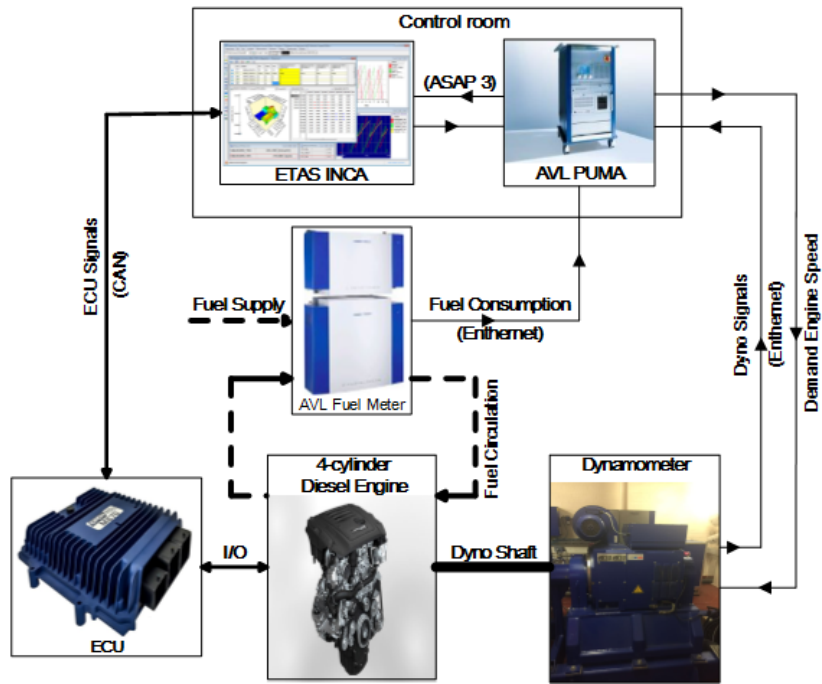 Control room
(ASAP 3)
ETAS INCA
AVL PUMA
ECU Signals
(CAN)
Fuel Supply
Fuel Consumption
(Enthernet)
Dyno Signals
(Enthernet)
Demand Engine Speed
AVL Fuel Meter
Fuel Circulation
4-cylinder
Diesel Engine
Dynamometer
I/O
Dyno Shaft
ECU